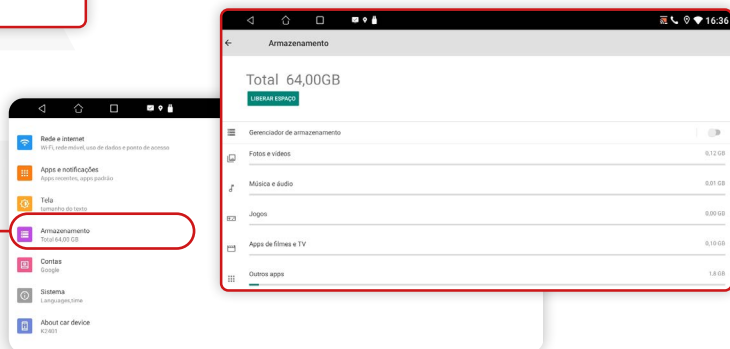 16:36
Armazenamento
Total 64,00GB
LIBERAR ESPAÇO
Gerenciador de armazenamento
Fotos e vídeos
0,12 GB
Música e áudio
0,01 GB
Jogos
0,00 GB
Apps de filmes e TV
0,10 GB
Outros apps
1,8 GB
Rede e internet
Wi-Fi, rede móvel, uso de dados e ponto de acesso
Apps e notificações
Apps recentes, apps padrão
Tela
tamanho do texto
Armazenamento
Total 64,00 GB
Contas
Google
Sistema
Languages,time
About car device
K2401